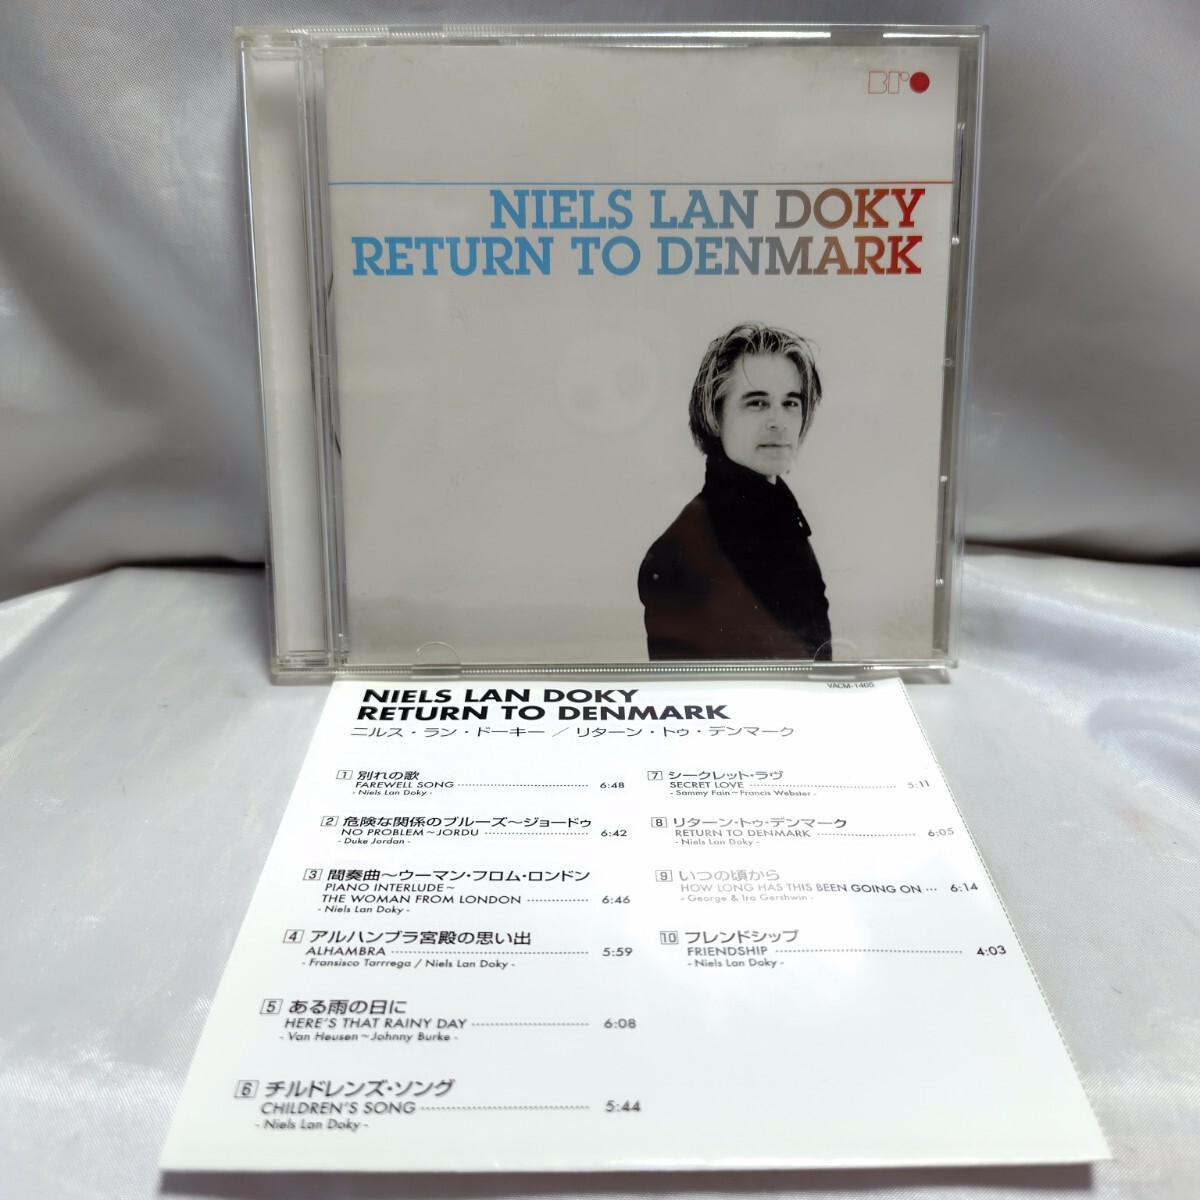 Bro
NIELS LAN DOKY
RETURN TO DENMARK
VACM-1405
NIELS LAN DOKY
RETURN TO DENMARK
ニルス・ラン・ドーキー／リターン・トゥ・デンマーク
1 別れの歌
FAREWELL SONG 6:48
- Niels Lan Doky -
2 危険な関係のブルーズ〜ジョードゥ
NO PROBLEM~JORDU 6:42
- Duke Jordan -
3 間奏曲〜ウーマン・フロム・ロンドン
PIANO INTERLUDE~
THE WOMAN FROM LONDON 6:46
- Niels Lan Doky -
4 アルハンブラ宮殿の思い出
ALHAMBRA 5:59
- Fransisco Tarrrega / Niels Lan Doky -
5 ある雨の日に
HERE'S THAT RAINY DAY 6:08
- Van Heusen~Johnny Burke -
6 チルドレンズ・ソング
CHILDREN'S SONG 5:44
- Niels Lan Doky -
7 シークレット・ラヴ
SECRET LOVE 5:11
- Sammy Fain~Francis Webster -
8 リターン・トゥ・デンマーク
RETURN TO DENMARK 6:05
- Niels Lan Doky -
9 いつの頃から
HOW LONG HAS THIS BEEN GOING ON 6:14
- George & Ira Gershwin -
10 フレンドシップ
FRIENDSHIP 4:03
- Niels Lan Doky -